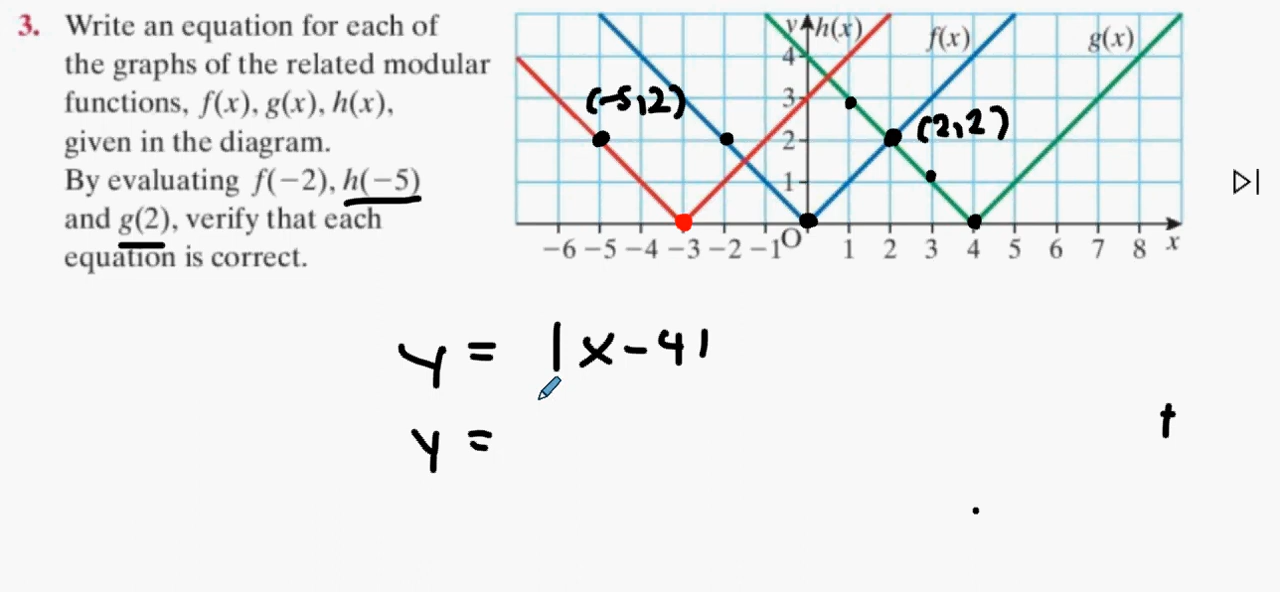 3. Write an equation for each of
the graphs of the related modular
functions, f(x), g(x), h(x),
given in the diagram.
By evaluating f(−2), h(−5)
and g(2), verify that each
equation is correct.
y h(x) f(x) g(x)
4
3
2
1
(-5,2)
(2,2)
−6 −5 −4 −3 −2 −1 O 1 2 3 4 5 6 7 8 x
y = |x-4|
y =
+